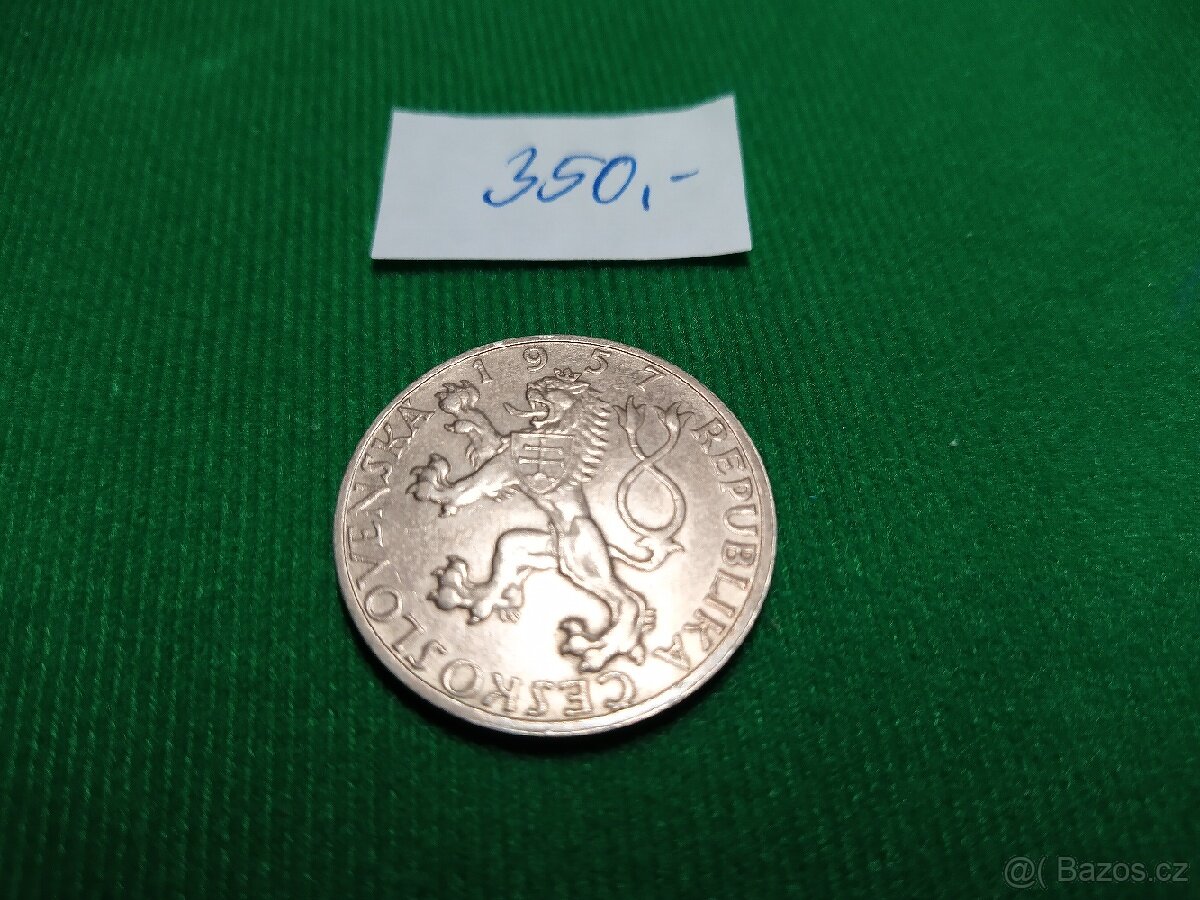 350,-
1957
ČESKOSLOVENSKÁ REPUBLIKA
@( Bazos.cz